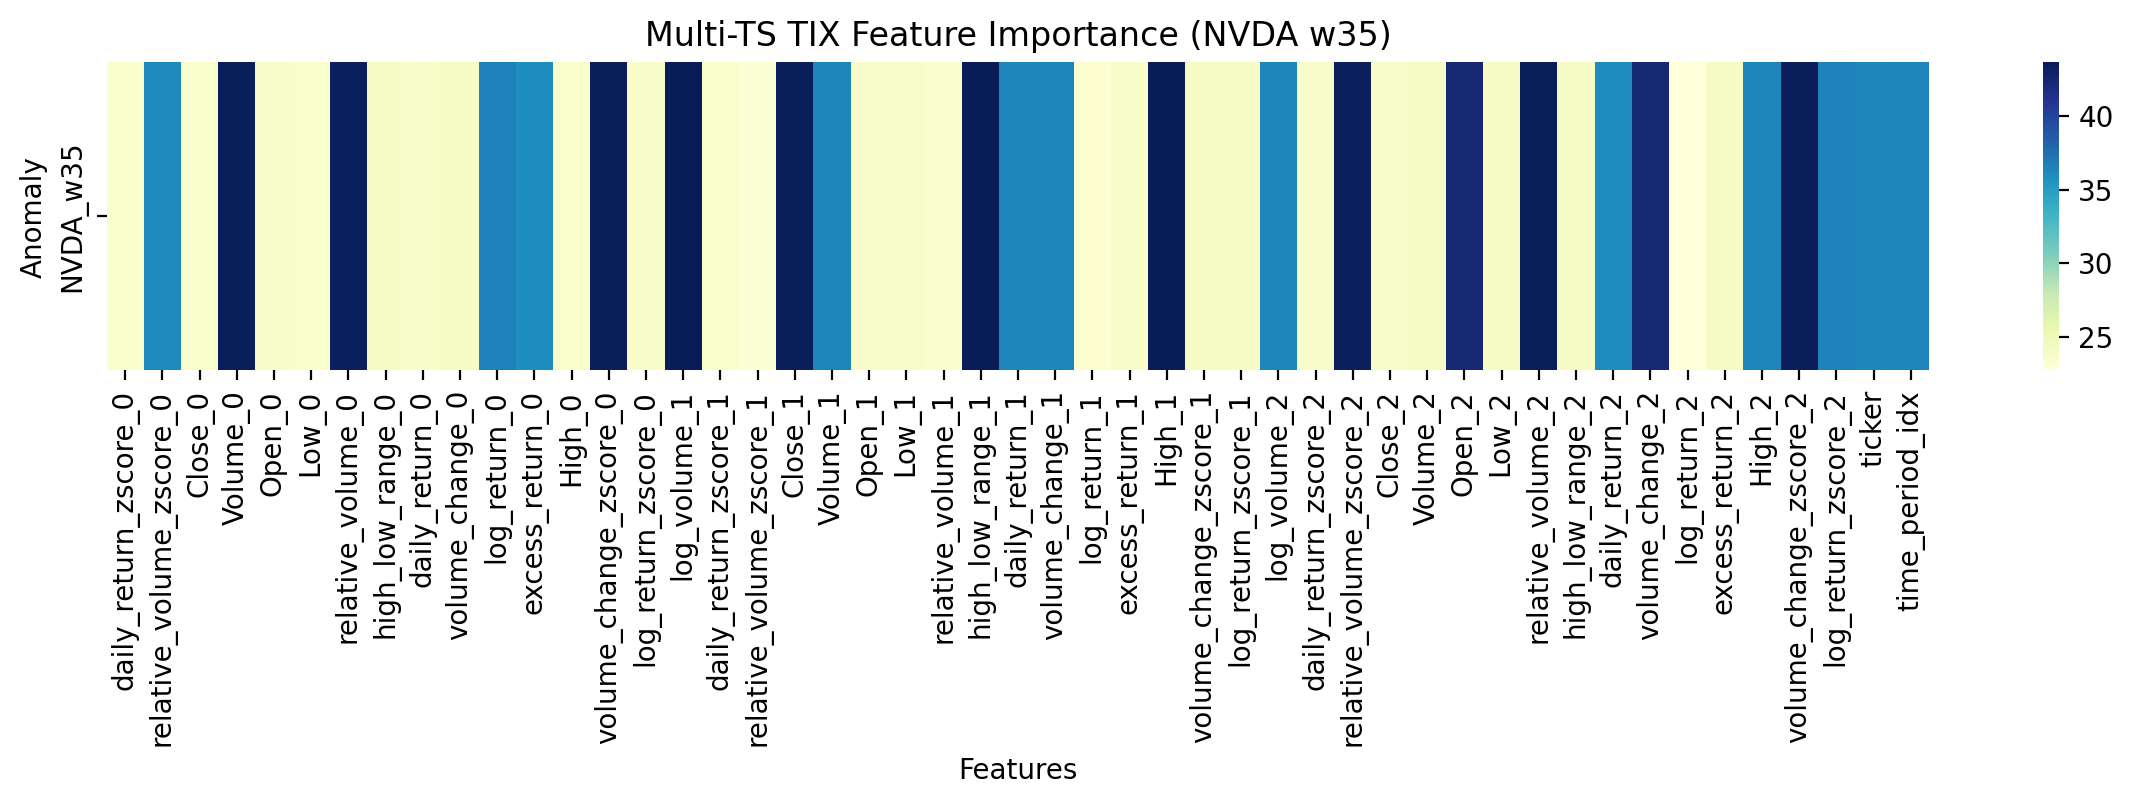 Multi-TS TIX Feature Importance (NVDA w35)
Anomaly
NVDA_w35
40
35
30
25
daily_return_zscore_0
relative_volume_zscore_0
Close_0
Volume_0
Open_0
Low_0
relative_volume_0
high_low_range_0
daily_return_0
volume_change_0
log_return_0
excess_return_0
High_0
volume_change_zscore_0
log_return_zscore_0
log_volume_1
daily_return_zscore_1
relative_volume_zscore_1
Close_1
Volume_1
Open_1
Low_1
relative_volume_1
high_low_range_1
daily_return_1
volume_change_1
log_return_1
excess_return_1
High_1
volume_change_zscore_1
log_return_zscore_1
log_volume_2
daily_return_zscore_2
relative_volume_zscore_2
Close_2
Volume_2
Open_2
Low_2
relative_volume_2
high_low_range_2
daily_return_2
volume_change_2
log_return_2
excess_return_2
High_2
volume_change_zscore_2
log_return_zscore_2
ticker
time_period_idx
Features